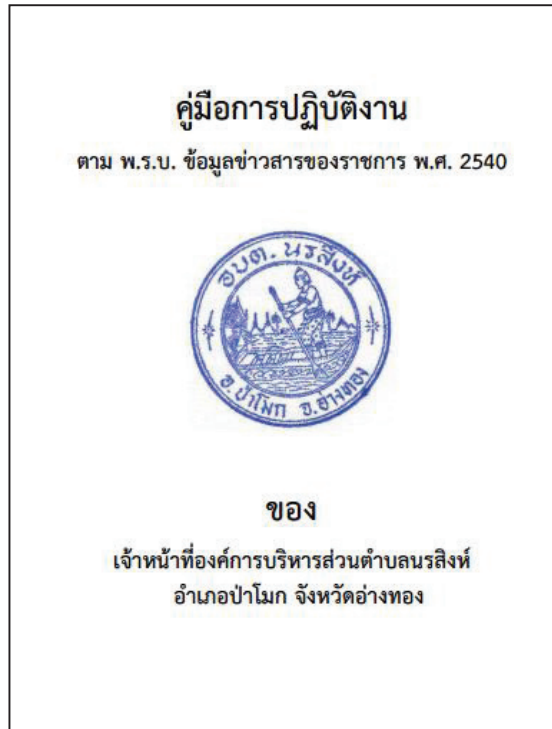 คู่มือการปฏิบัติงาน
ตาม พ.ร.บ. ข้อมูลข่าวสารของราชการ พ.ศ. 2540
อบต. นรสิงห์
อ.ป่าโมก จ.อ่างทอง
ของ
เจ้าหน้าที่องค์การบริหารส่วนตำบลนรสิงห์
อำเภอป่าโมก จังหวัดอ่างทอง